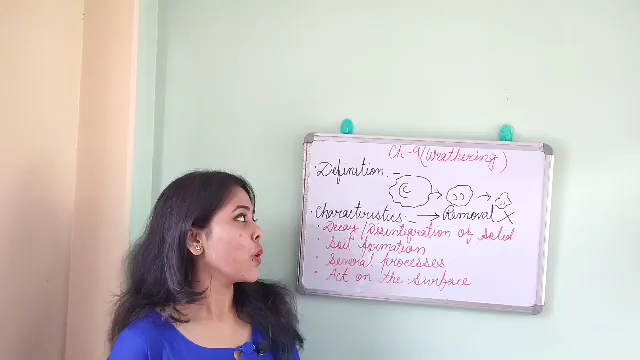 Ch-9 (Weathering)
Definition -
Characteristics - → Removal X
• Decay / Disintegration of Solid
• Soil formation
• Several processes
• Act on the surface